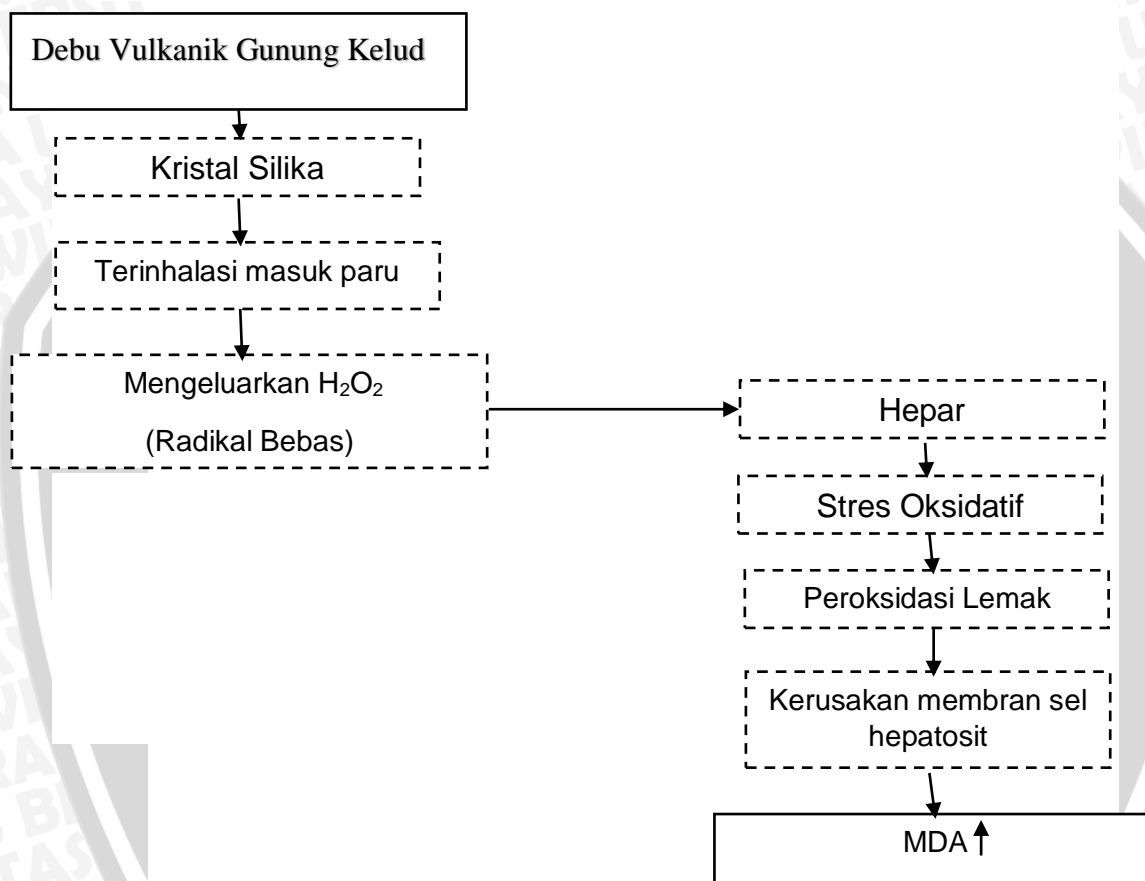 Debu Vulkanik Gunung Kelud
Kristal Silika
Terinhalasi masuk paru
Mengeluarkan H₂O₂
(Radikal Bebas)
Hepar
Stres Oksidatif
Peroksidasi Lemak
Kerusakan membran sel
hepatosit
MDA